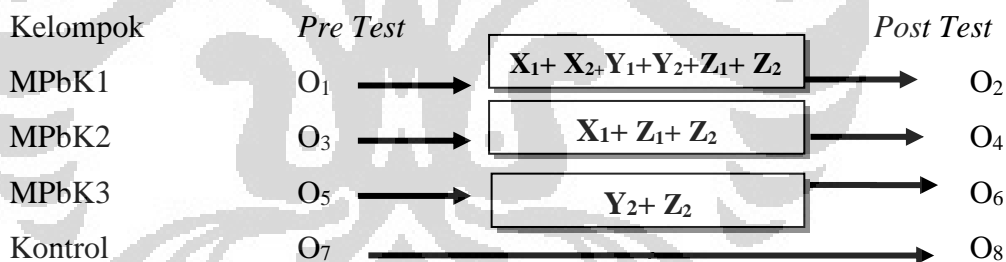 Kelompok Pre Test Post Test
MPbK1 O₁ X₁+ X₂₊Y₁+Y₂+Z₁+ Z₂ O₂
MPbK2 O₃ X₁+ Z₁+ Z₂ O₄
MPbK3 O₅ Y₂+ Z₂ O₆
Kontrol O₇ O₈